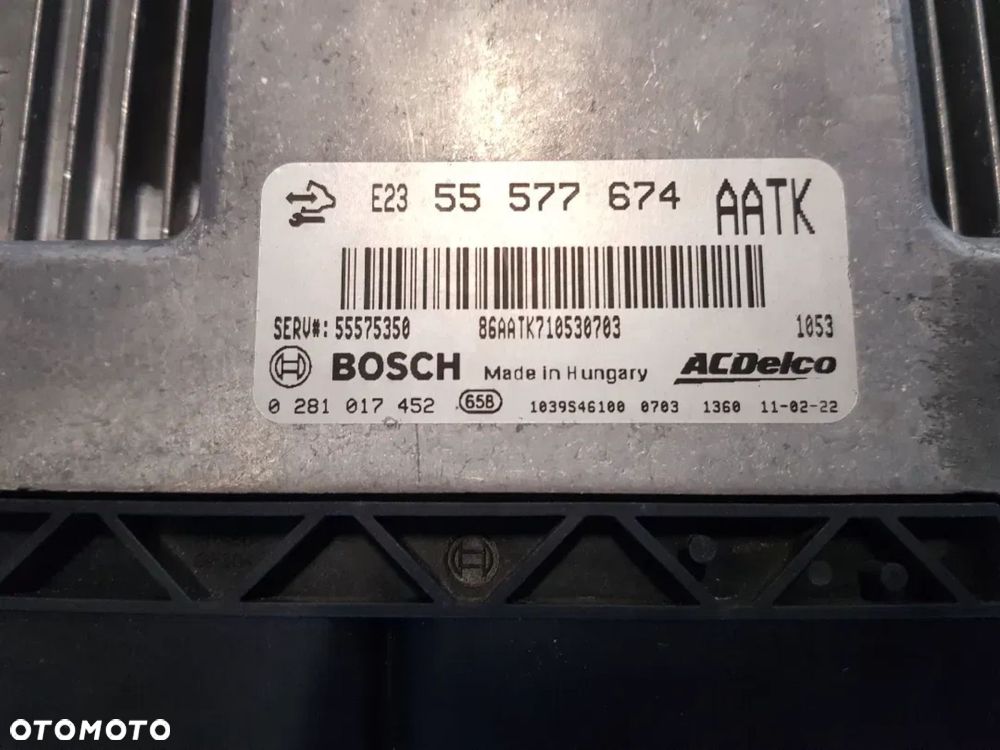 E23 55 577 674 AATK
SERV#: 55575350 86AATK710530703 1053
BOSCH Made in Hungary ACDelco
0 281 017 452 65B 1039S46100 0703 1360 11-02-22
OTOMOTO